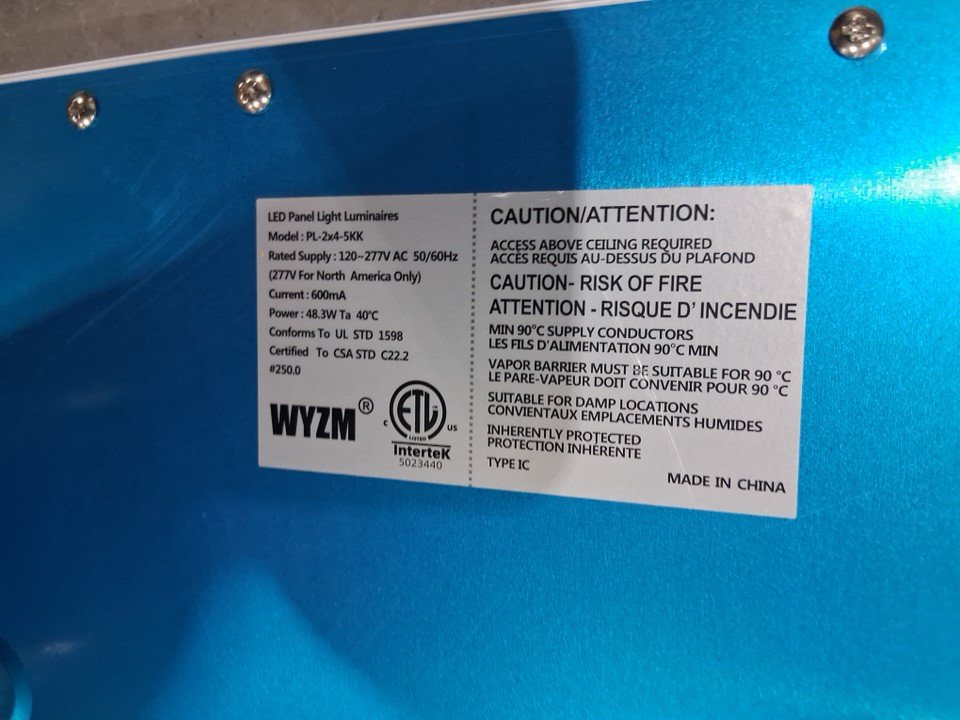 LED Panel Light Luminaires
Model : PL-2x4-5KK
Rated Supply : 120~277V AC 50/60Hz
(277V For North America Only)
Current : 600mA
Power : 48.3W Ta 40°C
Conforms To UL STD 1598
Certified To CSA STD C22.2
#250.0
WYZM®
C ETL US
LISTED
Intertek
5023440
CAUTION/ATTENTION:
ACCESS ABOVE CEILING REQUIRED
ACCÈS REQUIS AU-DESSUS DU PLAFOND
CAUTION- RISK OF FIRE
ATTENTION - RISQUE D' INCENDIE
MIN 90°C SUPPLY CONDUCTORS
LES FILS D'ALIMENTATION 90°C MIN
VAPOR BARRIER MUST BE SUITABLE FOR 90 °C
LE PARE-VAPEUR DOIT CONVENIR POUR 90 °C
SUITABLE FOR DAMP LOCATIONS
CONVIENTAUX EMPLACEMENTS HUMIDES
INHERENTLY PROTECTED
PROTECTION INHÉRENTE
TYPE IC
MADE IN CHINA